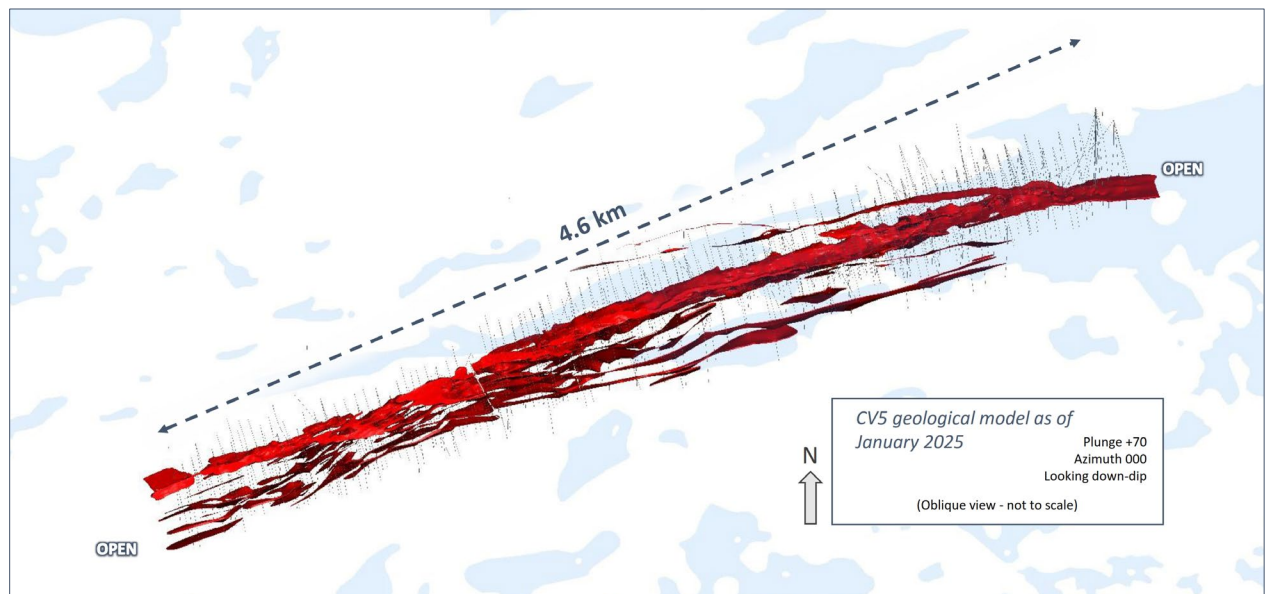 OPEN
4.6 km
CV5 geological model as of
January 2025
Plunge +70
Azimuth 000
Looking down-dip
N
(Oblique view - not to scale)
OPEN